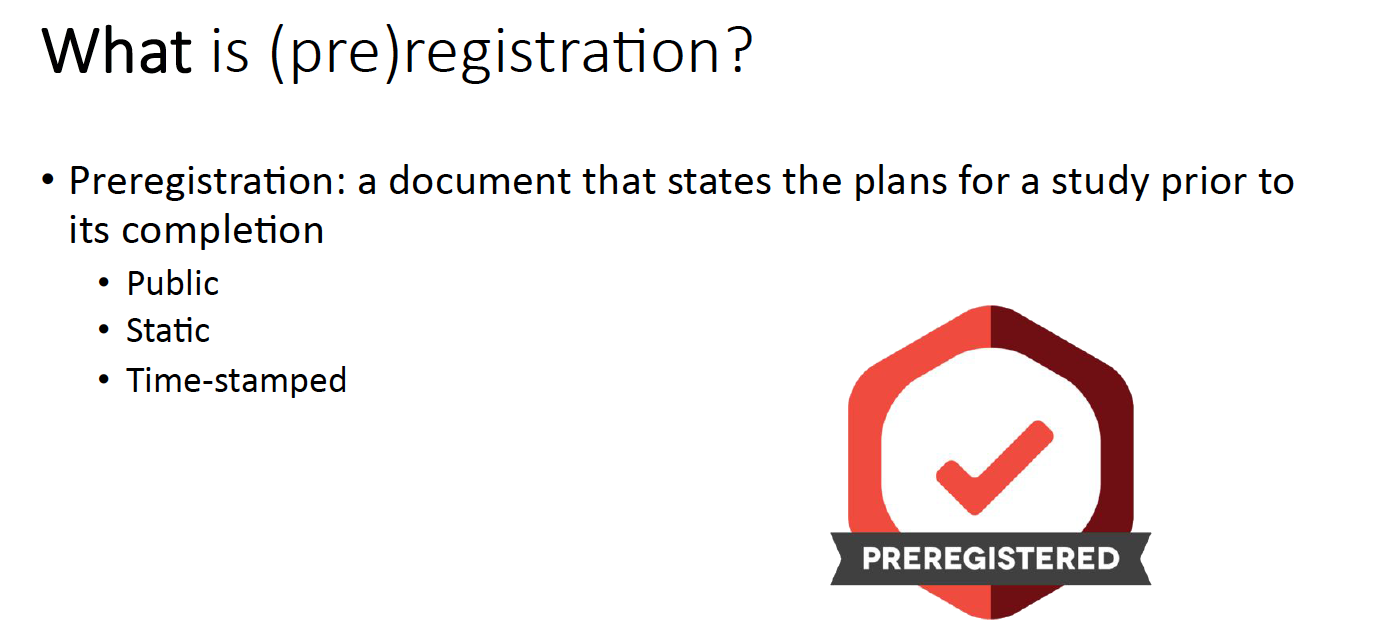 What is (pre)registration?
• Preregistration: a document that states the plans for a study prior to
its completion
• Public
• Static
• Time-stamped
PREREGISTERED